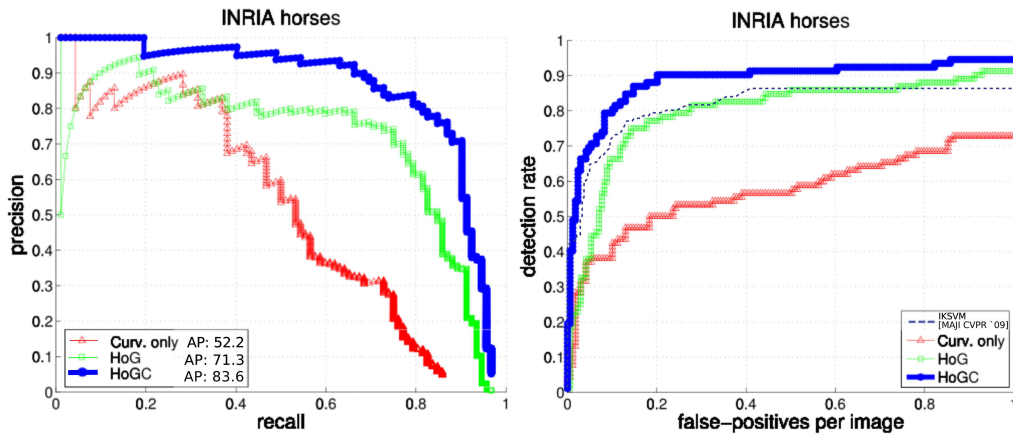 INRIA horses
1
0.9
0.8
0.7
0.6
0.5
0.4
0.3
0.2
0.1
0
precision
Curv. only AP: 52.2
HoG AP: 71.3
HoGC AP: 83.6
0 0.2 0.4 0.6 0.8 1
recall
INRIA horses
1
0.9
0.8
0.7
0.6
0.5
0.4
0.3
0.2
0.1
0
detection rate
IKSVM
[MAJI CVPR `09]
Curv. only
HoG
HoGC
0 0.2 0.4 0.6 0.8 1
false-positives per image